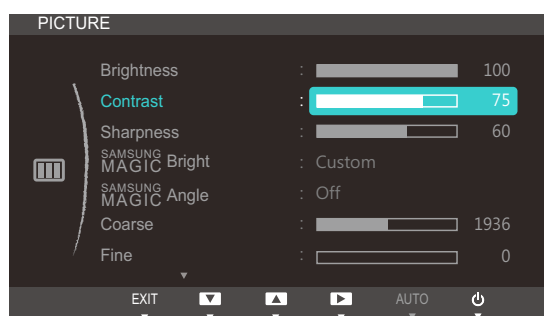 PICTURE
Brightness : 100
Contrast : 75
Sharpness : 60
SAMSUNG MAGIC Bright : Custom
SAMSUNG MAGIC Angle : Off
Coarse : 1936
Fine : 0
EXIT AUTO